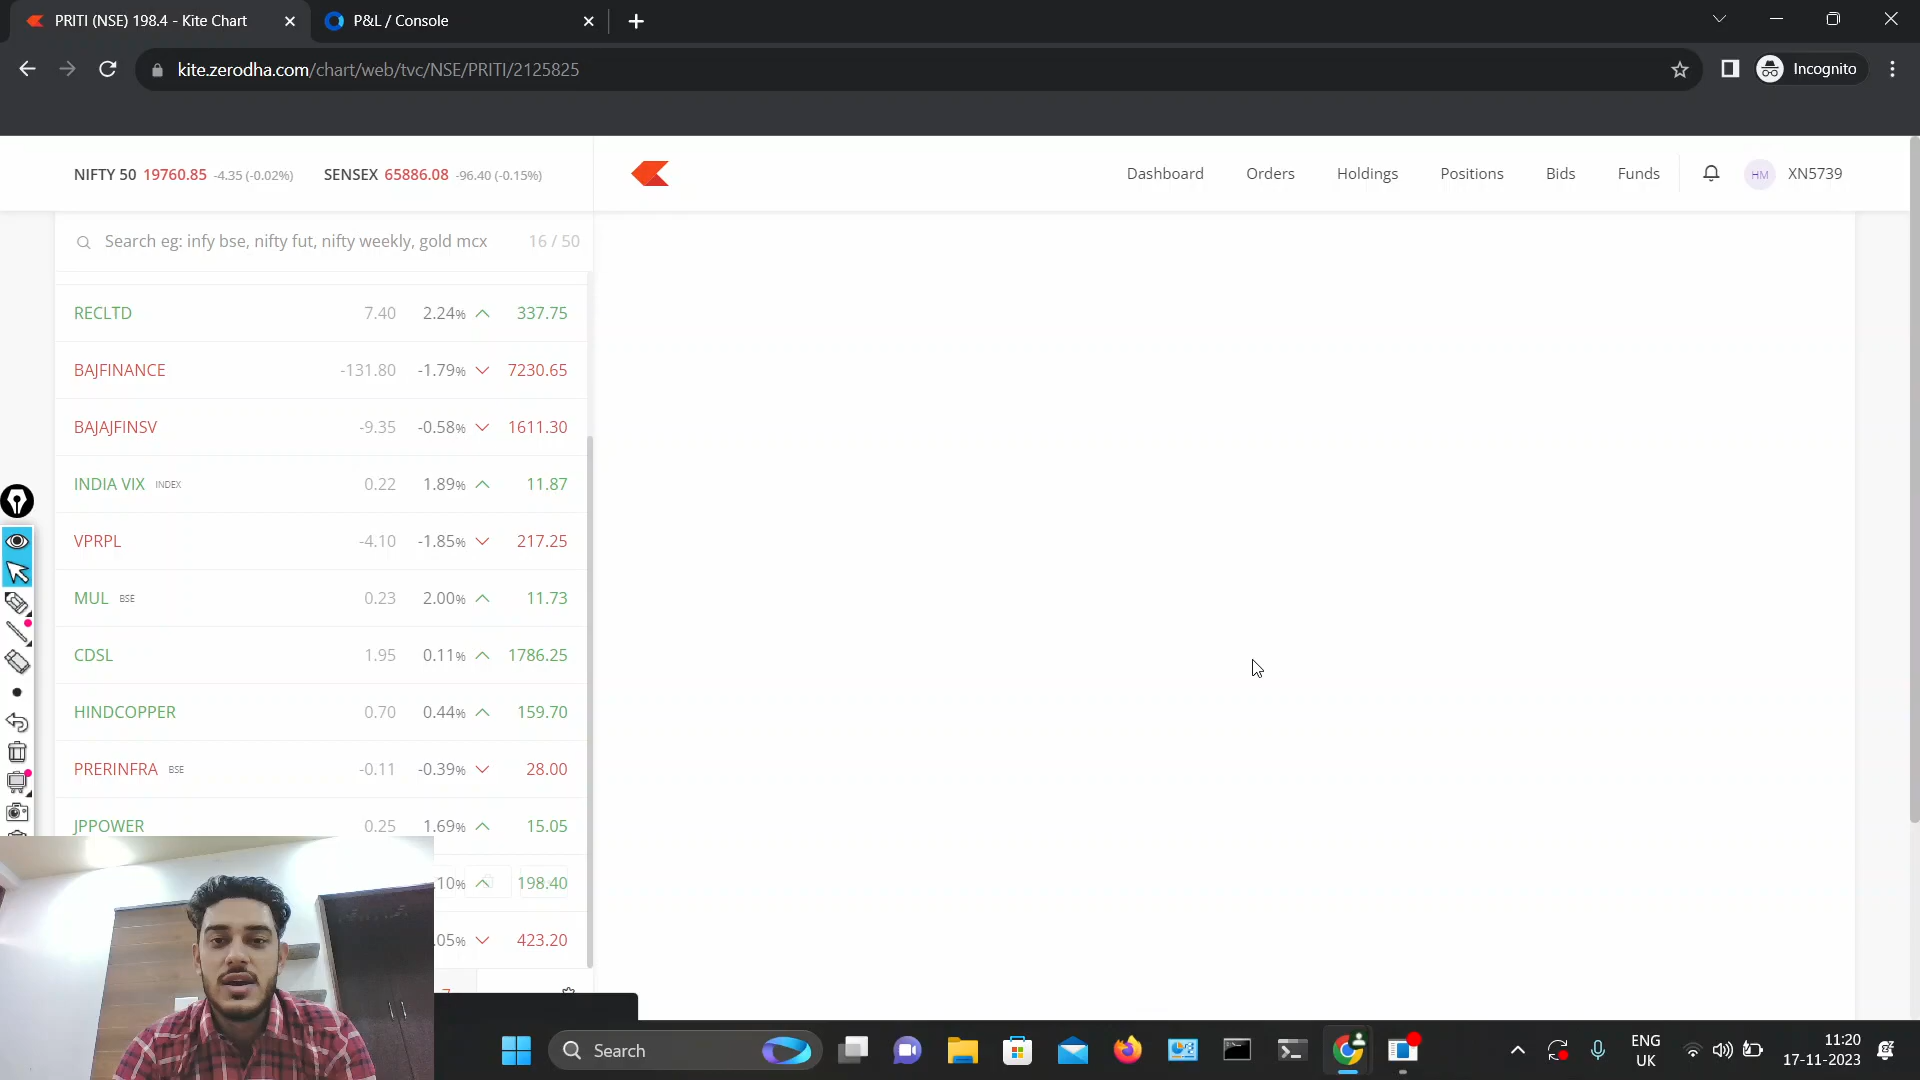 PRITI (NSE) 198.4 - Kite Chart
P&L / Console
kite.zerodha.com/chart/web/tvc/NSE/PRITI/2125825
Incognito
NIFTY 50 19760.85 -4.35 (-0.02%) SENSEX 65886.08 -96.40 (-0.15%)
Dashboard Orders Holdings Positions Bids Funds HM XN5739
Search eg: infy bse, nifty fut, nifty weekly, gold mcx 16 / 50
RECLTD 7.40 2.24% 337.75
BAJFINANCE -131.80 -1.79% 7230.65
BAJAJFINSV -9.35 -0.58% 1611.30
INDIA VIX INDEX 0.22 1.89% 11.87
VPRPL -4.10 -1.85% 217.25
MUL BSE 0.23 2.00% 11.73
CDSL 1.95 0.11% 1786.25
HINDCOPPER 0.70 0.44% 159.70
PRERINFRA BSE -0.11 -0.39% 28.00
JPPOWER 0.25 1.69% 15.05
.10% 198.40
.05% 423.20
Search
ENG
UK
11:20
17-11-2023